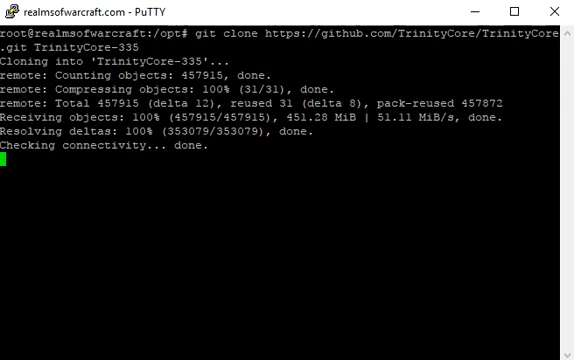 realmsofwarcraft.com - PuTTY
root@realmsofwarcraft:/opt# git clone https://github.com/TrinityCore/TrinityCore
.git TrinityCore-335
Cloning into 'TrinityCore-335'...
remote: Counting objects: 457915, done.
remote: Compressing objects: 100% (31/31), done.
remote: Total 457915 (delta 12), reused 31 (delta 8), pack-reused 457872
Receiving objects: 100% (457915/457915), 451.28 MiB | 51.11 MiB/s, done.
Resolving deltas: 100% (353079/353079), done.
Checking connectivity... done.